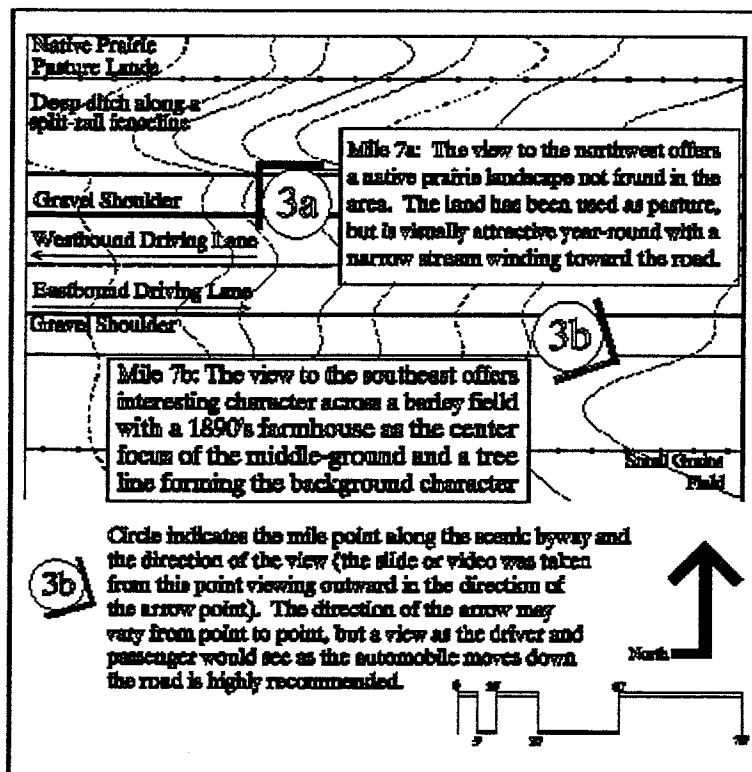 Native Prairie
Pasture Lands
Deep ditch along a
split-rail fenceline
Mile 7a: The view to the northwest offers
a native prairie landscape not found in the
area. The land has been used as pasture,
but is visually attractive year-round with a
narrow stream winding toward the road.
3a
Gravel Shoulder
Westbound Driving Lane
Eastbound Driving Lane
Gravel Shoulder
3b
Mile 7b: The view to the southeast offers
interesting character across a barley field
with a 1890's farmhouse as the center
focus of the middle-ground and a tree
line forming the background character
Small Grains
Field
Circle indicates the mile point along the scenic byway and
the direction of the view (the slide or video was taken
from this point viewing outward in the direction of
the arrow point). The direction of the arrow may
vary from point to point, but a view as the driver and
passenger would see as the automobile moves down
the road is highly recommended.
3b
North